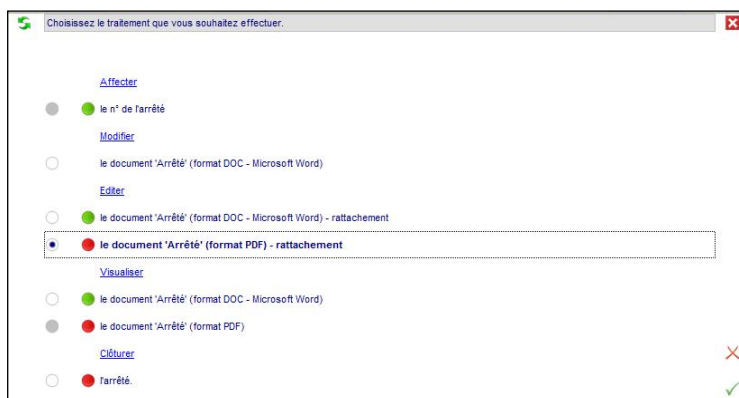 Choisissez le traitement que vous souhaitez effectuer.
Affecter
le n° de l'arrêté
Modifier
le document 'Arrêté' (format DOC - Microsoft Word)
Editer
le document 'Arrêté' (format DOC - Microsoft Word) - rattachement
le document 'Arrêté' (format PDF) - rattachement
Visualiser
le document 'Arrêté' (format DOC - Microsoft Word)
le document 'Arrêté' (format PDF)
Clôturer
l'arrêté.